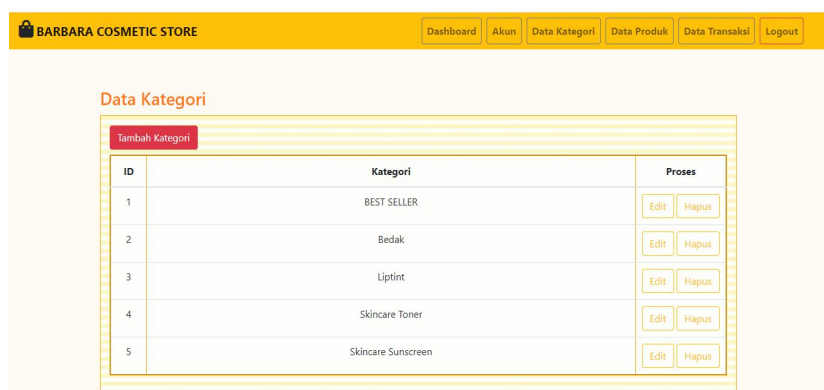 BARBARA COSMETIC STORE Dashboard Akun Data Kategori Data Produk Data Transaksi Logout
Data Kategori
Tambah Kategori
ID Kategori Proses
1 BEST SELLER Edit Hapus
2 Bedak Edit Hapus
3 Liptint Edit Hapus
4 Skincare Toner Edit Hapus
5 Skincare Sunscreen Edit Hapus